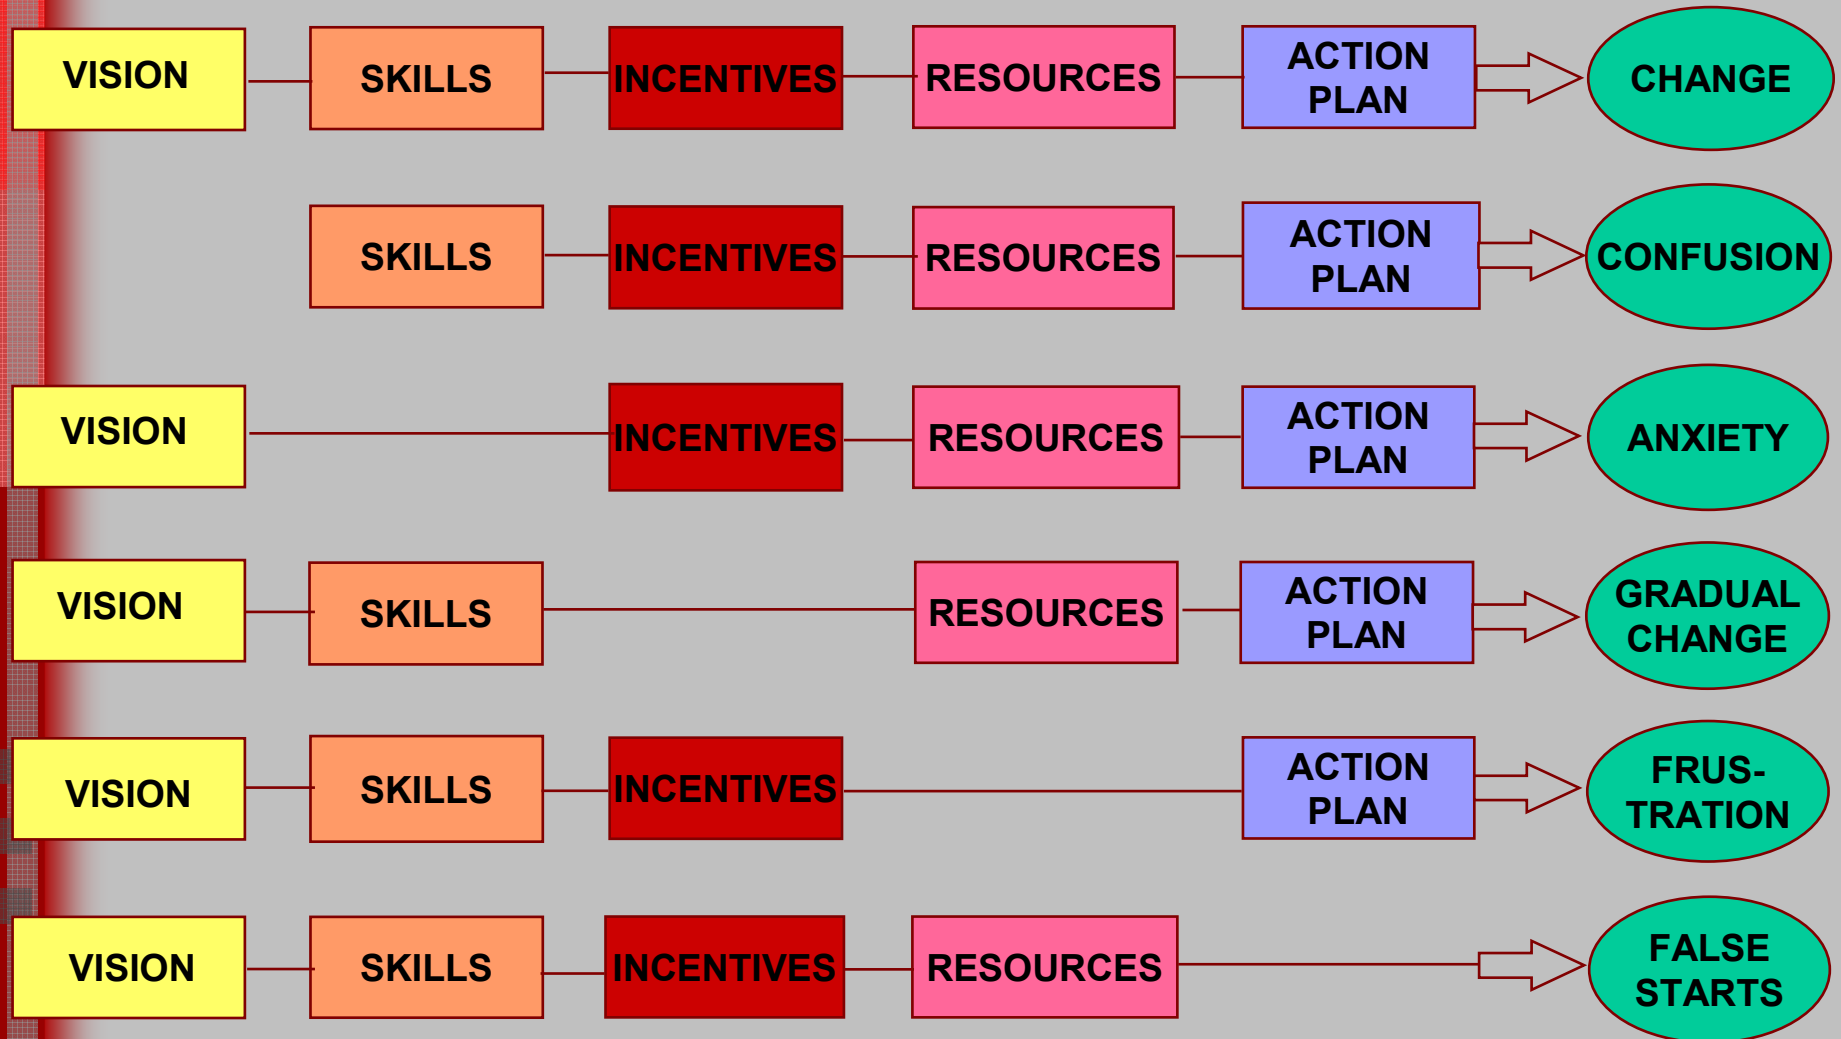 VISION
SKILLS
INCENTIVES
RESOURCES
ACTION
PLAN
CHANGE
SKILLS
INCENTIVES
RESOURCES
ACTION
PLAN
CONFUSION
VISION
INCENTIVES
RESOURCES
ACTION
PLAN
ANXIETY
VISION
SKILLS
RESOURCES
ACTION
PLAN
GRADUAL
CHANGE
VISION
SKILLS
INCENTIVES
ACTION
PLAN
FRUS-
TRATION
VISION
SKILLS
INCENTIVES
RESOURCES
FALSE
STARTS